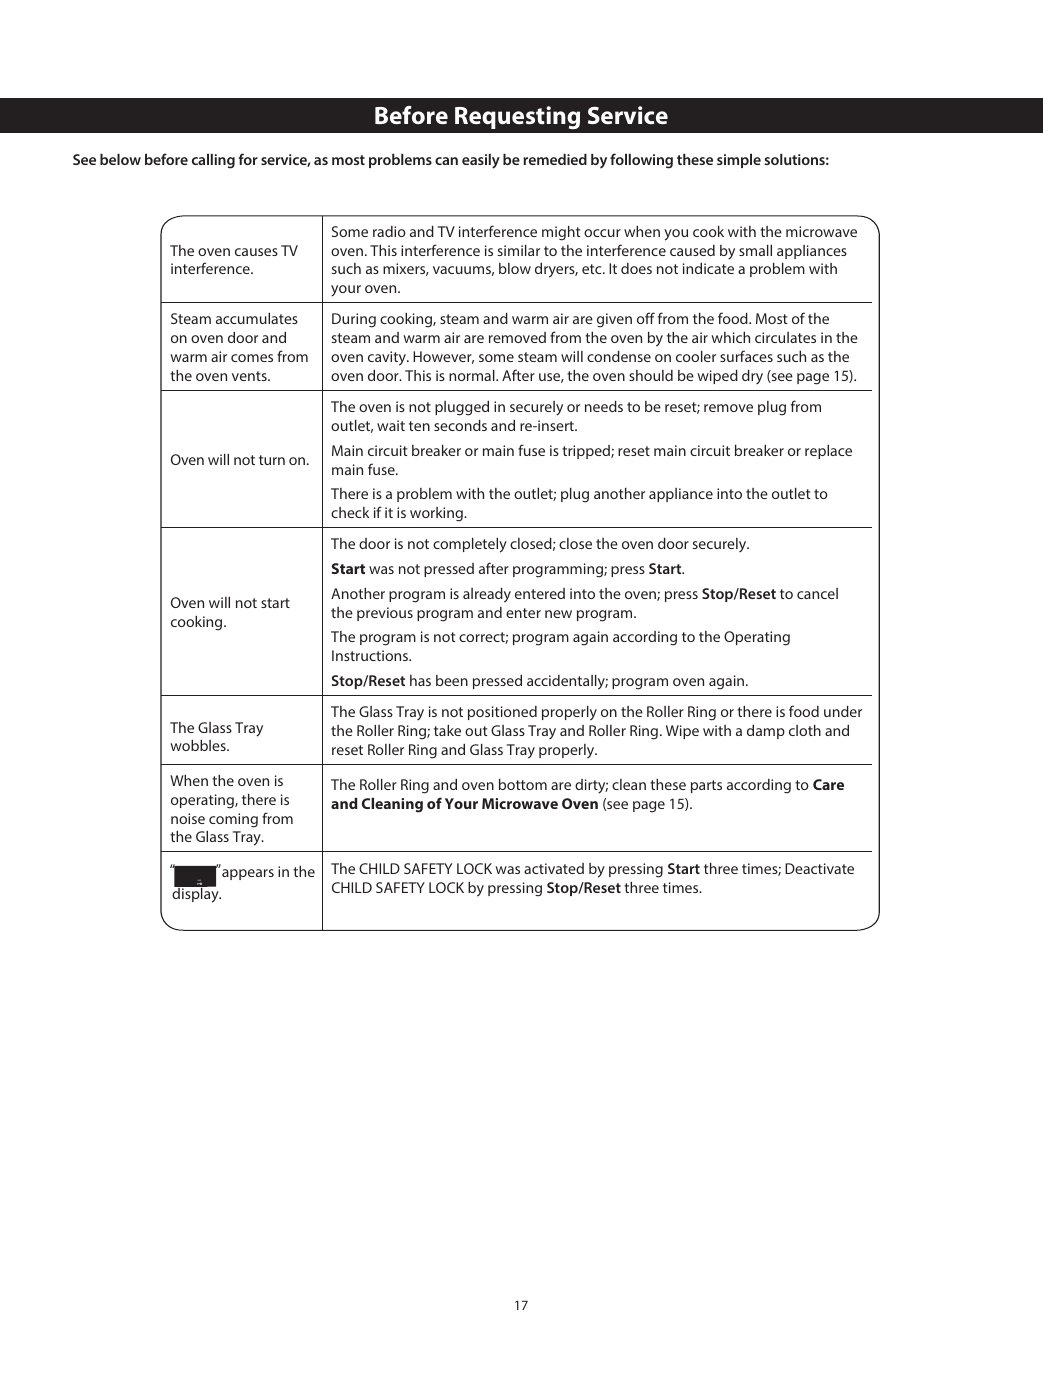 Before Requesting Service
See below before calling for service, as most problems can easily be remedied by following these simple solutions:
The oven causes TV
interference.
Some radio and TV interference might occur when you cook with the microwave
oven. This interference is similar to the interference caused by small appliances
such as mixers, vacuums, blow dryers, etc. It does not indicate a problem with
your oven.
Steam accumulates
on oven door and
warm air comes from
the oven vents.
During cooking, steam and warm air are given off from the food. Most of the
steam and warm air are removed from the oven by the air which circulates in the
oven cavity. However, some steam will condense on cooler surfaces such as the
oven door. This is normal. After use, the oven should be wiped dry (see page 15).
Oven will not turn on.
The oven is not plugged in securely or needs to be reset; remove plug from
outlet, wait ten seconds and re-insert.
Main circuit breaker or main fuse is tripped; reset main circuit breaker or replace
main fuse.
There is a problem with the outlet; plug another appliance into the outlet to
check if it is working.
Oven will not start
cooking.
The door is not completely closed; close the oven door securely.
Start was not pressed after programming; press Start.
Another program is already entered into the oven; press Stop/Reset to cancel
the previous program and enter new program.
The program is not correct; program again according to the Operating
Instructions.
Stop/Reset has been pressed accidentally; program oven again.
The Glass Tray
wobbles.
The Glass Tray is not positioned properly on the Roller Ring or there is food under
the Roller Ring; take out Glass Tray and Roller Ring. Wipe with a damp cloth and
reset Roller Ring and Glass Tray properly.
When the oven is
operating, there is
noise coming from
the Glass Tray.
The Roller Ring and oven bottom are dirty; clean these parts according to Care
and Cleaning of Your Microwave Oven (see page 15).
“ ” appears in the
display.
The CHILD SAFETY LOCK was activated by pressing Start three times; Deactivate
CHILD SAFETY LOCK by pressing Stop/Reset three times.
17